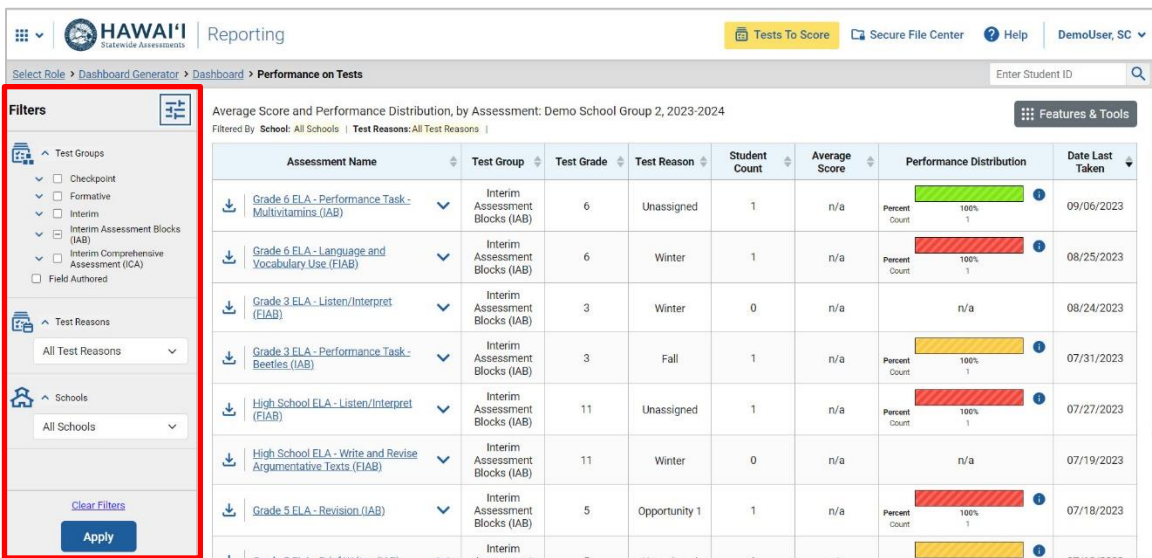 HAWAI'I
Statewide Assessments
Reporting
Tests To Score
Secure File Center
Help
DemoUser, SC
Select Role > Dashboard Generator > Dashboard > Performance on Tests
Enter Student ID
Filters
Test Groups
Checkpoint
Formative
Interim
Interim Assessment Blocks
(IAB)
Interim Comprehensive
Assessment (ICA)
Field Authored
Test Reasons
All Test Reasons
Schools
All Schools
Clear Filters
Apply
Average Score and Performance Distribution, by Assessment: Demo School Group 2, 2023-2024
Filtered By School: All Schools | Test Reasons: All Test Reasons |
Features & Tools
Assessment Name
Test Group
Test Grade
Test Reason
Student
Count
Average
Score
Performance Distribution
Date Last
Taken
Grade 6 ELA - Performance Task -
Multivitamins (IAB)
Interim
Assessment
Blocks (IAB)
6
Unassigned
1
n/a
Percent 100%
Count 1
09/06/2023
Grade 6 ELA - Language and
Vocabulary Use (FIAB)
Interim
Assessment
Blocks (IAB)
6
Winter
1
n/a
Percent 100%
Count 1
08/25/2023
Grade 3 ELA - Listen/Interpret
(FIAB)
Interim
Assessment
Blocks (IAB)
3
Winter
0
n/a
n/a
08/24/2023
Grade 3 ELA - Performance Task -
Beetles (IAB)
Interim
Assessment
Blocks (IAB)
3
Fall
1
n/a
Percent 100%
Count 1
07/31/2023
High School ELA - Listen/Interpret
(FIAB)
Interim
Assessment
Blocks (IAB)
11
Unassigned
1
n/a
Percent 100%
Count 1
07/27/2023
High School ELA - Write and Revise
Argumentative Texts (FIAB)
Interim
Assessment
Blocks (IAB)
11
Winter
0
n/a
n/a
07/19/2023
Grade 5 ELA - Revision (IAB)
Interim
Assessment
Blocks (IAB)
5
Opportunity 1
1
n/a
Percent 100%
Count 1
07/18/2023
Interim